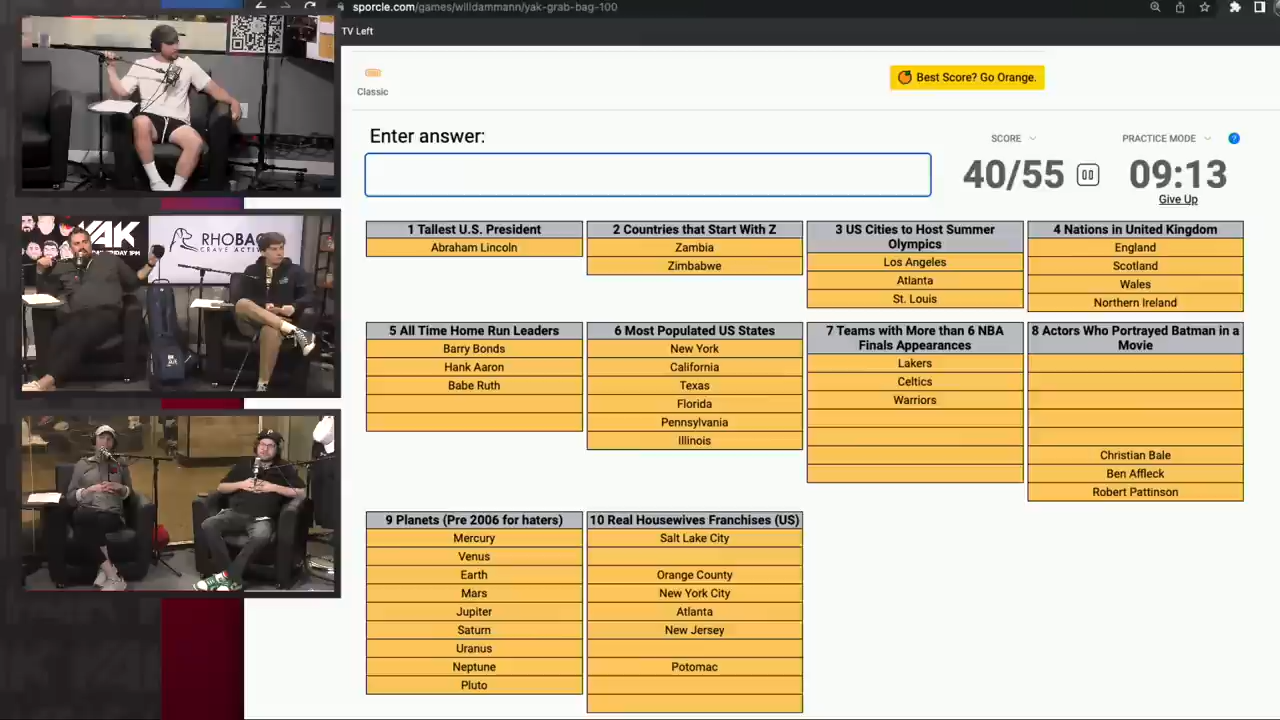 sporcle.com/games/willdammann/yak-grab-bag-100
TV Left
Classic
Best Score? Go Orange.
Enter answer:
SCORE
PRACTICE MODE
?
40/55
09:13
Give Up
1 Tallest U.S. President
Abraham Lincoln
2 Countries that Start With Z
Zambia
Zimbabwe
3 US Cities to Host Summer
Olympics
Los Angeles
Atlanta
St. Louis
4 Nations in United Kingdom
England
Scotland
Wales
Northern Ireland
5 All Time Home Run Leaders
Barry Bonds
Hank Aaron
Babe Ruth
6 Most Populated US States
New York
California
Texas
Florida
Pennsylvania
Illinois
7 Teams with More than 6 NBA
Finals Appearances
Lakers
Celtics
Warriors
8 Actors Who Portrayed Batman in a
Movie
Christian Bale
Ben Affleck
Robert Pattinson
9 Planets (Pre 2006 for haters)
Mercury
Venus
Earth
Mars
Jupiter
Saturn
Uranus
Neptune
Pluto
10 Real Housewives Franchises (US)
Salt Lake City
Orange County
New York City
Atlanta
New Jersey
Potomac
YAK
RHOBA
CRAVE ACTIV